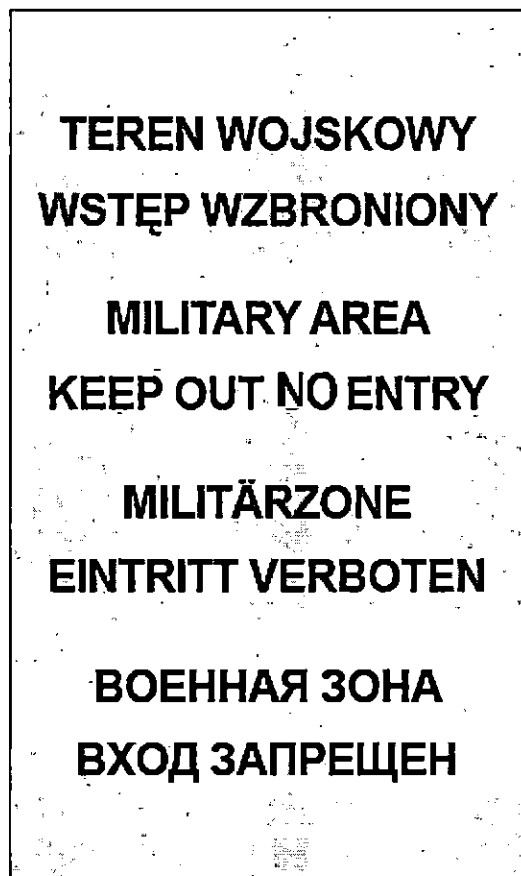 TEREN WOJSKOWY
WSTĘP WZBRONIONY
MILITARY AREA
KEEP OUT NO ENTRY
MILITÄRZONE
EINTRITT VERBOTEN
ВОЕННАЯ ЗОНА
ВХОД ЗАПРЕЩЕН